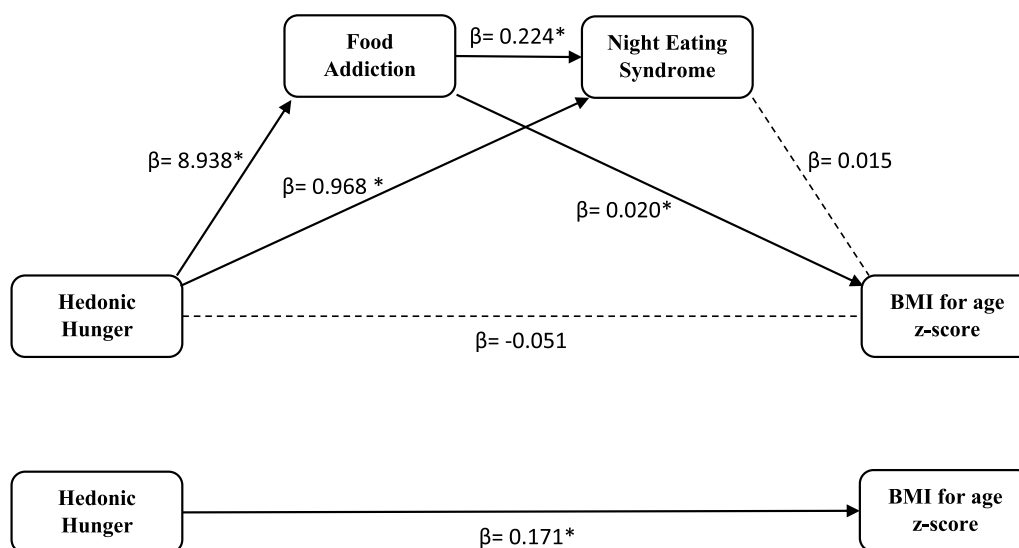 Food
Addiction
β= 0.224*
Night Eating
Syndrome
β= 8.938*
β= 0.968 *
β= 0.015
β= 0.020*
Hedonic
Hunger
β= -0.051
BMI for age
z-score
Hedonic
Hunger
β= 0.171*
BMI for age
z-score